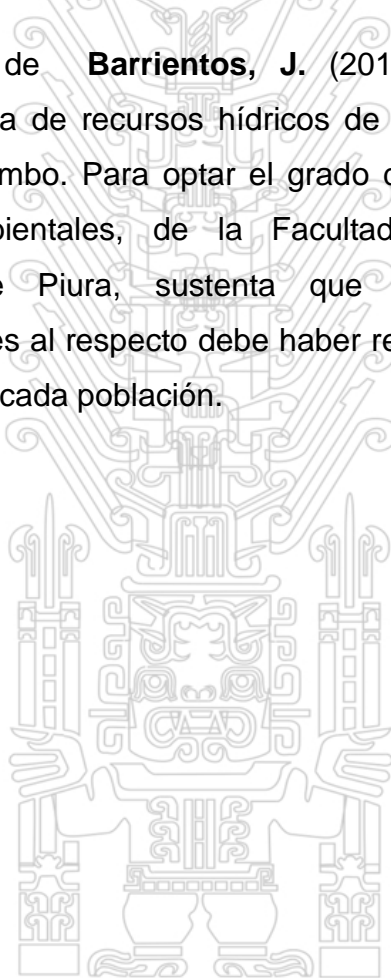 de Barrientos, J. (201
a de recursos hídricos de
mbo. Para optar el grado
bientales, de la Facultad
Piura, sustenta que
es al respecto debe haber re
cada población.